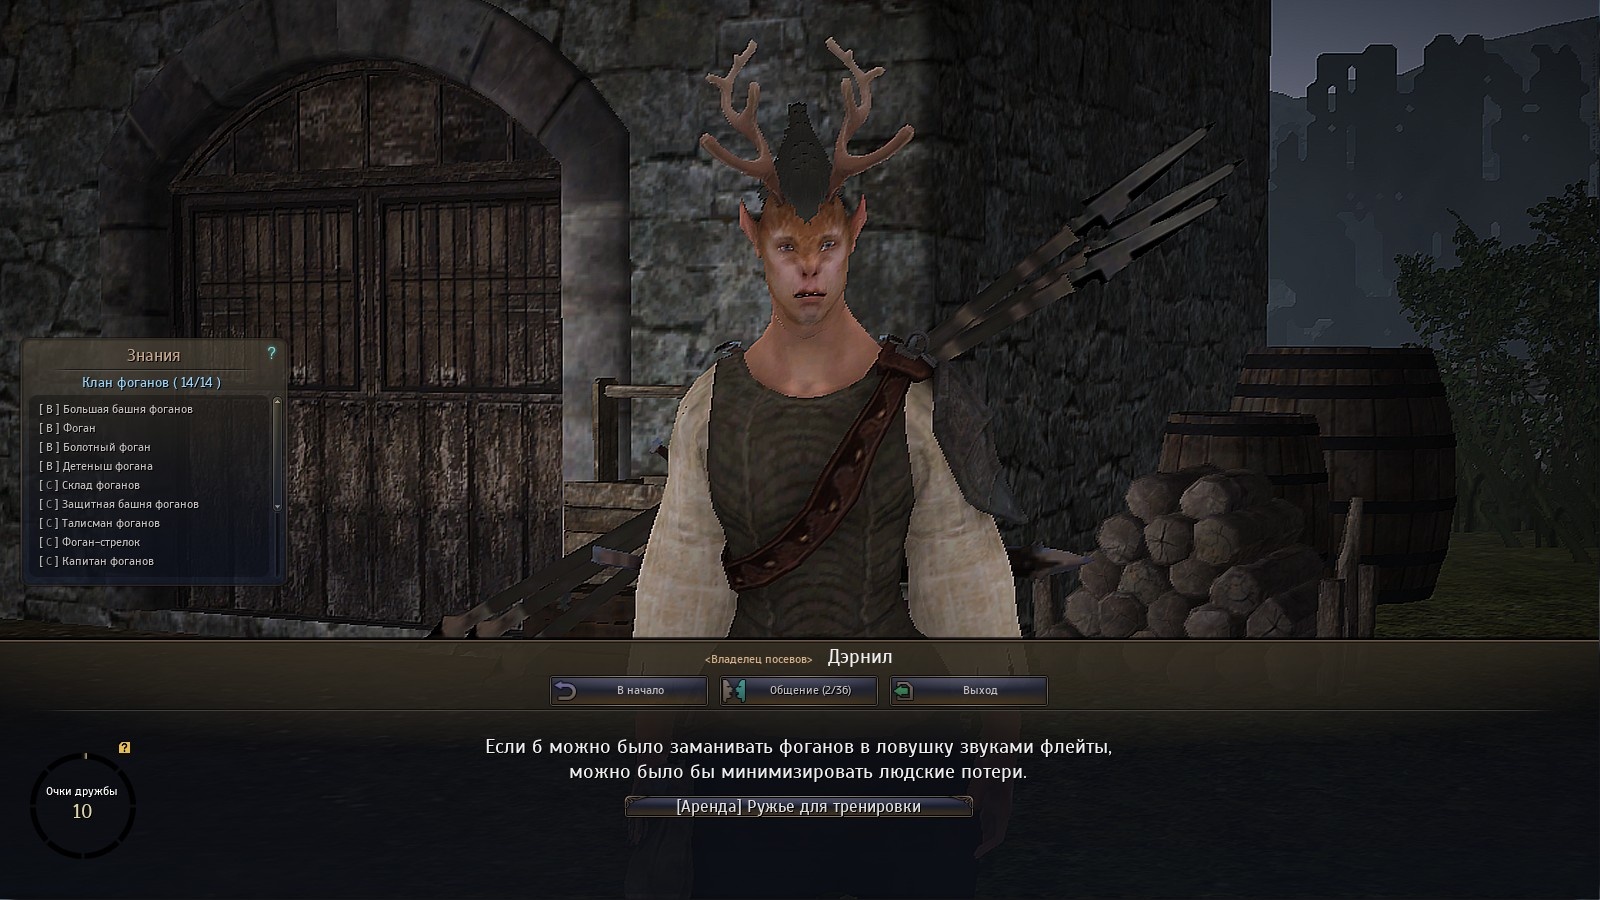 Знания
?
Клан фоганов ( 14/14 )
[ B ] Большая башня фоганов
[ B ] Фоган
[ B ] Болотный фоган
[ B ] Детеныш фогана
[ C ] Склад фоганов
[ C ] Защитная башня фоганов
[ C ] Талисман фоганов
[ C ] Фоган-стрелок
[ C ] Капитан фоганов
<Владелец посевов> Дэрнил
В начало
Общение (2/36)
Выход
Если б можно было заманивать фоганов в ловушку звуками флейты,
можно было бы минимизировать людские потери.
[Аренда] Ружье для тренировки
?
Очки дружбы
10